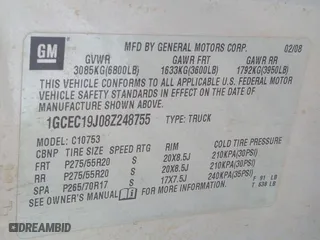 GM
MFD BY GENERAL MOTORS CORP. 02/08
GVWR GAWR FRT GAWR RR
3085KG(6800LB) 1633KG(3600LB) 1792KG(3950LB)
THIS VEHICLE CONFORMS TO ALL APPLICABLE U.S. FEDERAL MOTOR
VEHICLE SAFETY STANDARDS IN EFFECT ON THE DATE OF
MANUFACTURE SHOWN ABOVE.
1GCEC19J08Z248755 TYPE: TRUCK
MODEL: C10753
CBNP TIRE SIZE SPEED RTG RIM COLD TIRE PRESSURE
FRT P275/55R20 S 20X8.5J 210KPA(30PSI)
RR P275/55R20 S 20X8.5J 210KPA(30PSI)
SPA P265/70R17 S 17X7.5J 240KPA(35PSI)
SEE OWNER'S MANUAL FOR MORE INFORMATION.
T 638 LB
©DEARBID